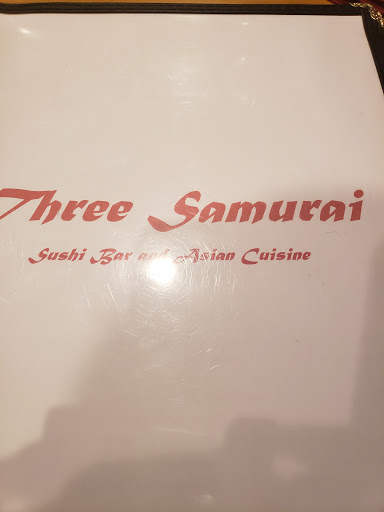 Three Samurai
Sushi Bar and Asian Cuisine